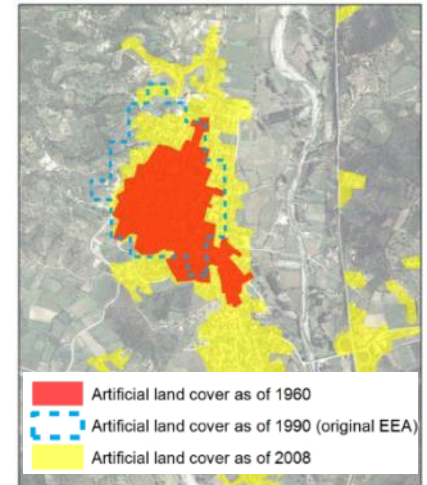 Artificial land cover as of 1960
Artificial land cover as of 1990 (original EEA)
Artificial land cover as of 2008